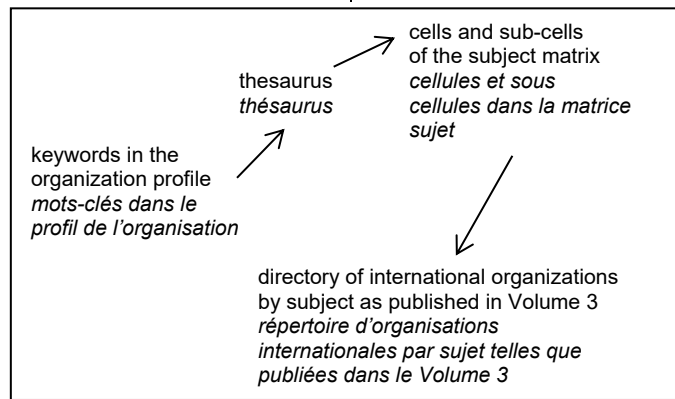 keywords in the
organization profile
mots-clés dans le
profil de l'organisation
thesaurus
thésaurus
cells and sub-cells
of the subject matrix
cellules et sous
cellules dans la matrice
sujet
directory of international organizations
by subject as published in Volume 3
répertoire d'organisations
internationales par sujet telles que
publiées dans le Volume 3